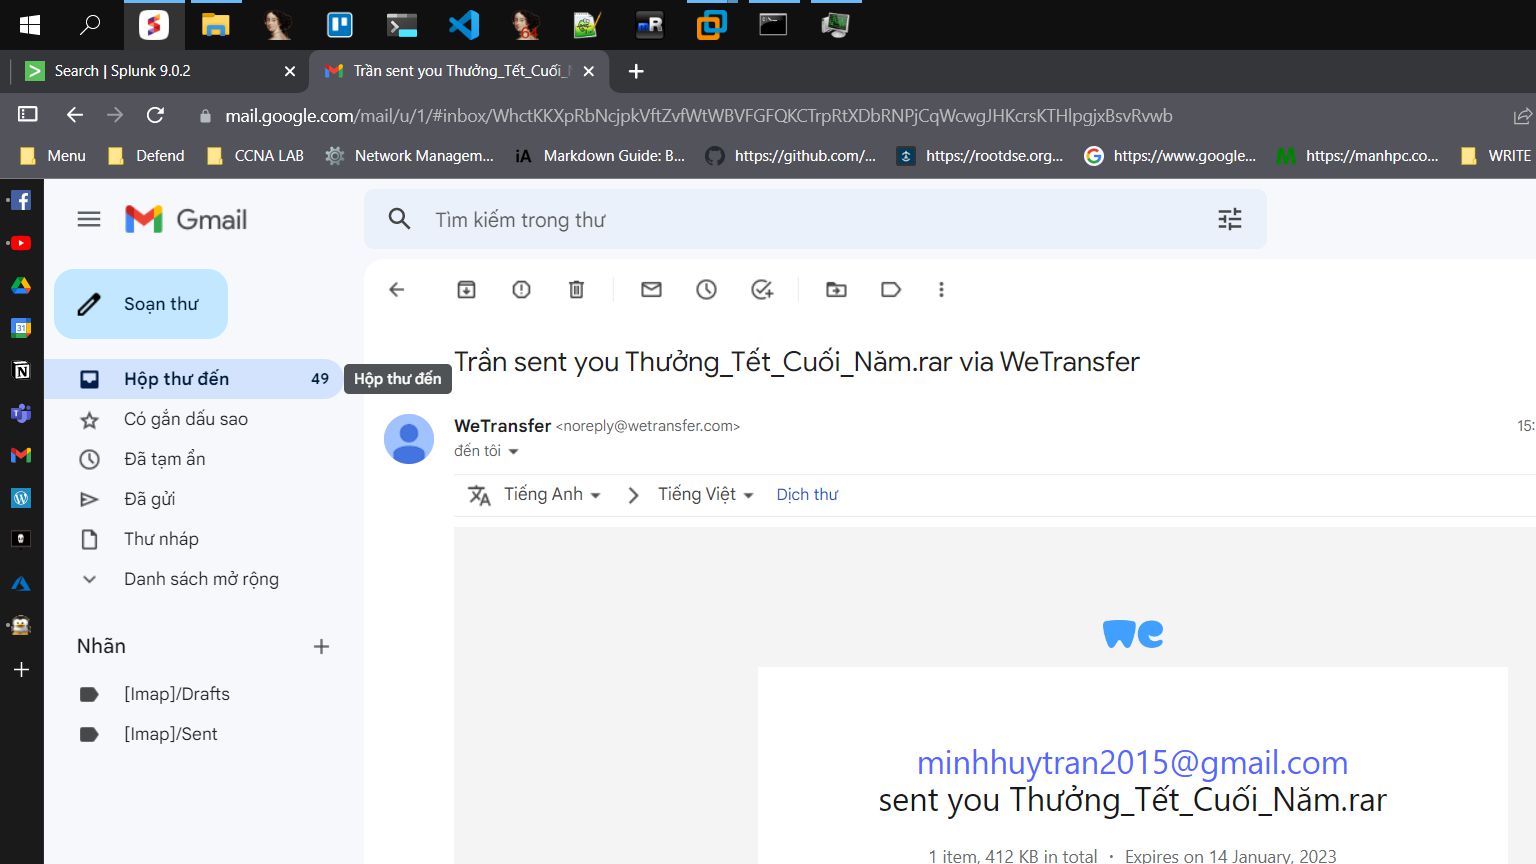 Search | Splunk 9.0.2
Trần sent you Thưởng_Tết_Cuối_N
mail.google.com/mail/u/1/#inbox/WhctKKXpRbNcjpkVftZvfWtWBVFGFQKCTrpRtXDbRNPjCqWcwgJHKcrsKTHlpgjxBsvRvwb
Menu
Defend
CCNA LAB
Network Managem...
iA
Markdown Guide: B...
https://github.com/...
https://rootdse.org...
https://www.google...
https://manhpc.co...
WRITE
Gmail
Tìm kiếm trong thư
Soạn thư
Hộp thư đến 49
Hộp thư đến
Có gắn dấu sao
Đã tạm ẩn
Đã gửi
Thư nháp
Danh sách mở rộng
Nhãn
[Imap]/Drafts
[Imap]/Sent
Trần sent you Thưởng_Tết_Cuối_Năm.rar via WeTransfer
WeTransfer <noreply@wetransfer.com>
15:
đến tôi
Tiếng Anh
Tiếng Việt
Dịch thư
we
minhhuytran2015@gmail.com
sent you Thưởng_Tết_Cuối_Năm.rar
1 item, 412 KB in total ・ Expires on 14 January, 2023